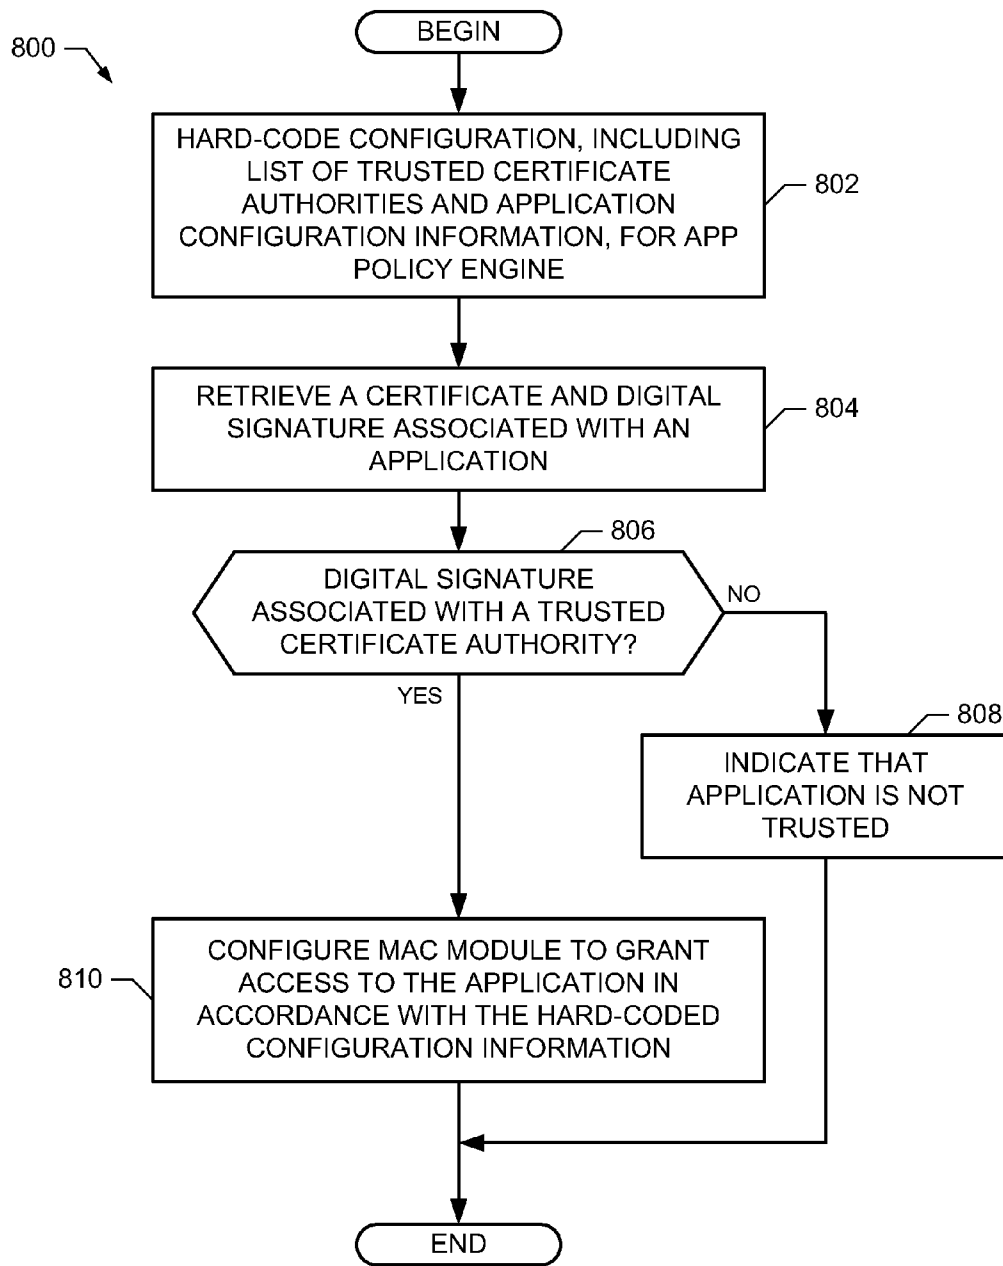 BEGIN
800
HARD-CODE CONFIGURATION, INCLUDING
LIST OF TRUSTED CERTIFICATE
AUTHORITIES AND APPLICATION
CONFIGURATION INFORMATION, FOR APP
POLICY ENGINE
802
RETRIEVE A CERTIFICATE AND DIGITAL
SIGNATURE ASSOCIATED WITH AN
APPLICATION
804
806
DIGITAL SIGNATURE
ASSOCIATED WITH A TRUSTED
CERTIFICATE AUTHORITY?
NO
YES
808
INDICATE THAT
APPLICATION IS NOT
TRUSTED
810
CONFIGURE MAC MODULE TO GRANT
ACCESS TO THE APPLICATION IN
ACCORDANCE WITH THE HARD-CODED
CONFIGURATION INFORMATION
END